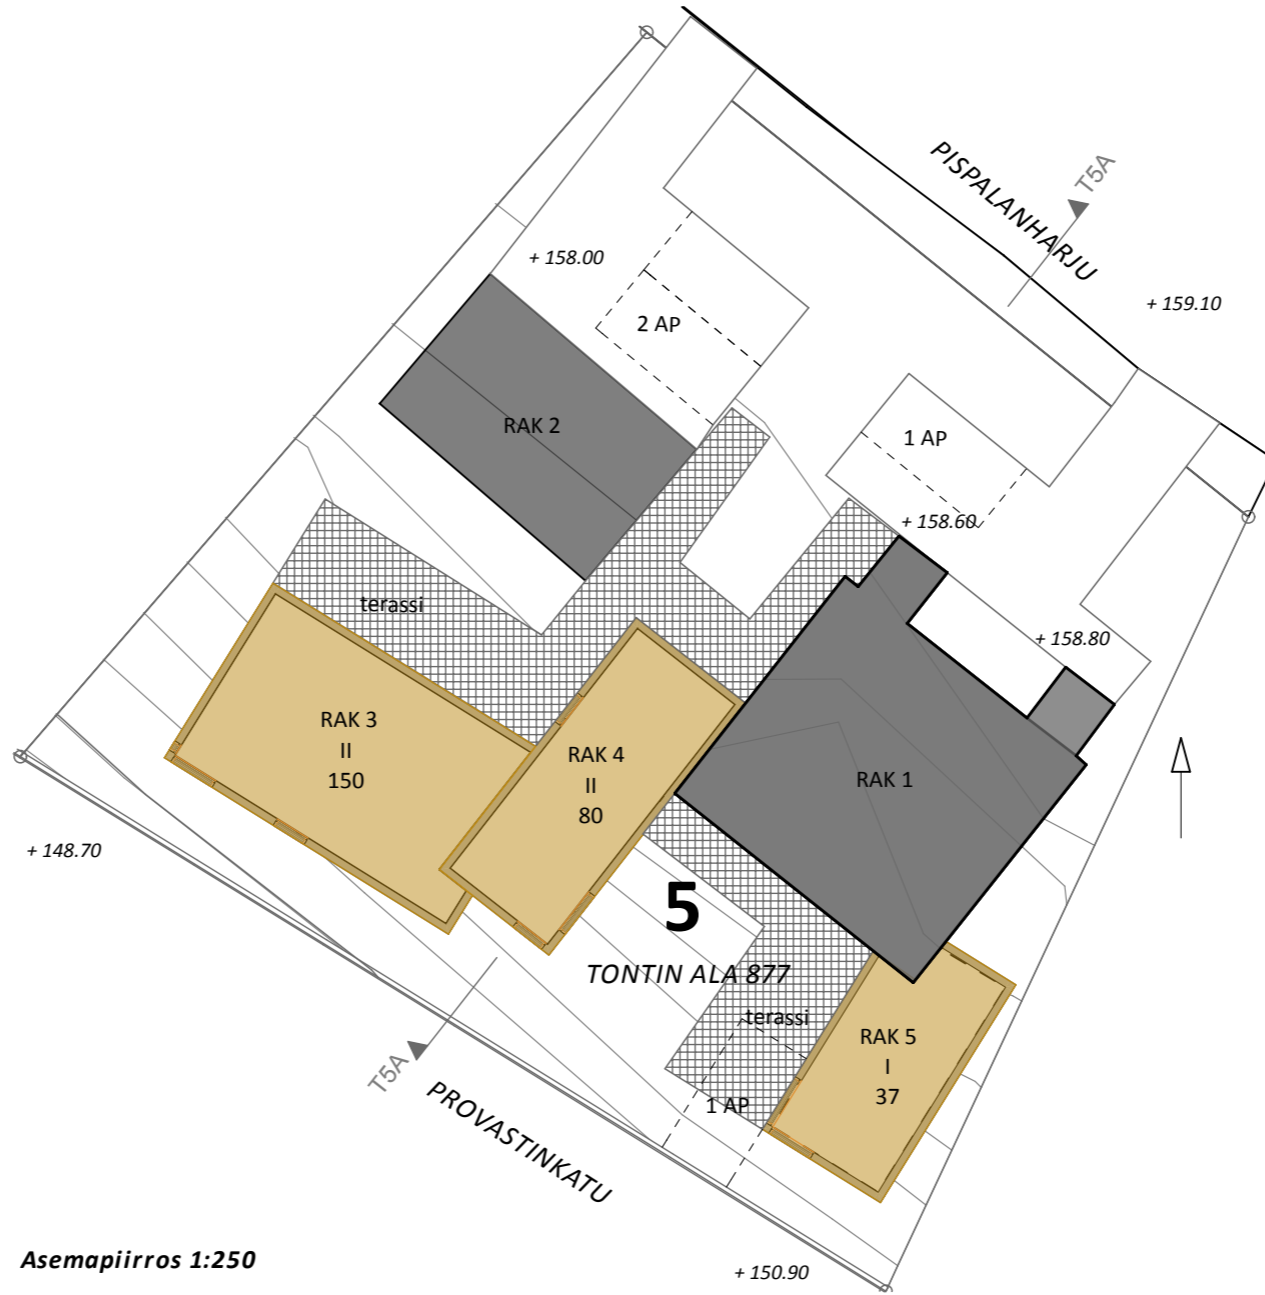 PISPALANHARJU
T5A
+ 158.00
+ 159.10
2 AP
RAK 2
1 AP
+ 158.60
terassi
+ 158.80
RAK 3
II
150
RAK 4
II
80
RAK 1
+ 148.70
5
TONTIN ALA 877
terassi
RAK 5
I
37
T5A
1 AP
PROVASTINKATU
Asemapiirros 1:250
+ 150.90